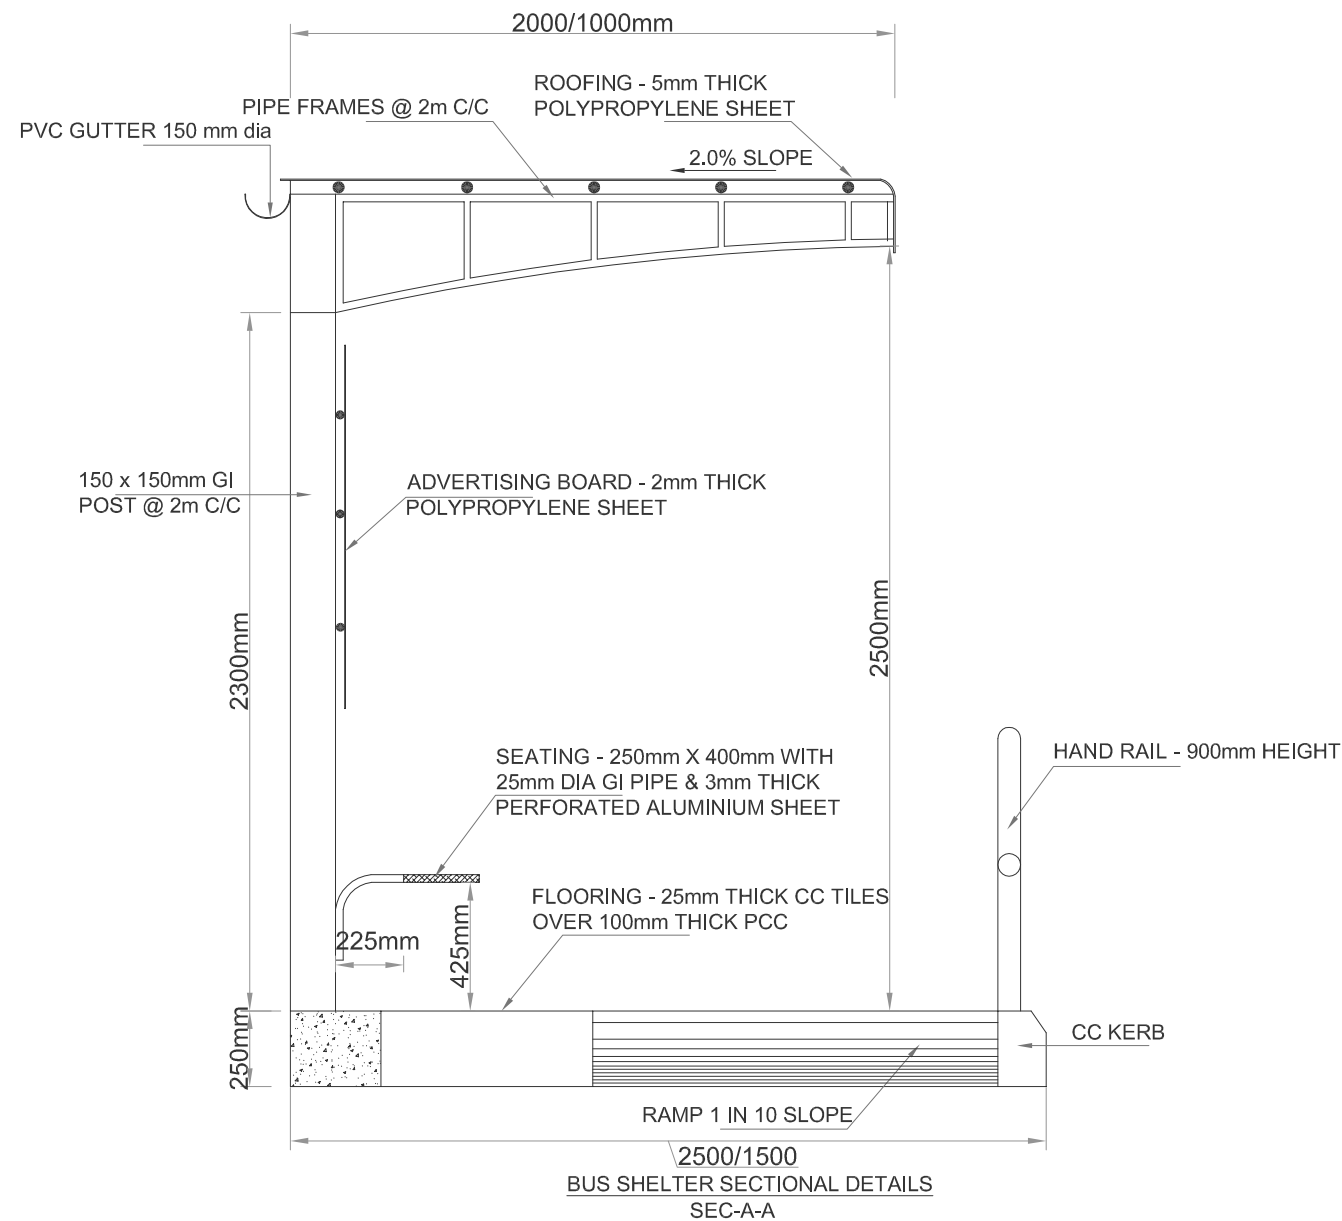 2000/1000mm
ROOFING - 5mm THICK
POLYPROPYLENE SHEET
PIPE FRAMES @ 2m C/C
PVC GUTTER 150 mm dia
2.0% SLOPE
150 x 150mm GI
POST @ 2m C/C
ADVERTISING BOARD - 2mm THICK
POLYPROPYLENE SHEET
2300mm
2500mm
SEATING - 250mm X 400mm WITH
25mm DIA GI PIPE & 3mm THICK
PERFORATED ALUMINIUM SHEET
HAND RAIL - 900mm HEIGHT
FLOORING - 25mm THICK CC TILES
OVER 100mm THICK PCC
225mm
425mm
250mm
CC KERB
RAMP 1 IN 10 SLOPE
2500/1500
BUS SHELTER SECTIONAL DETAILS
SEC-A-A